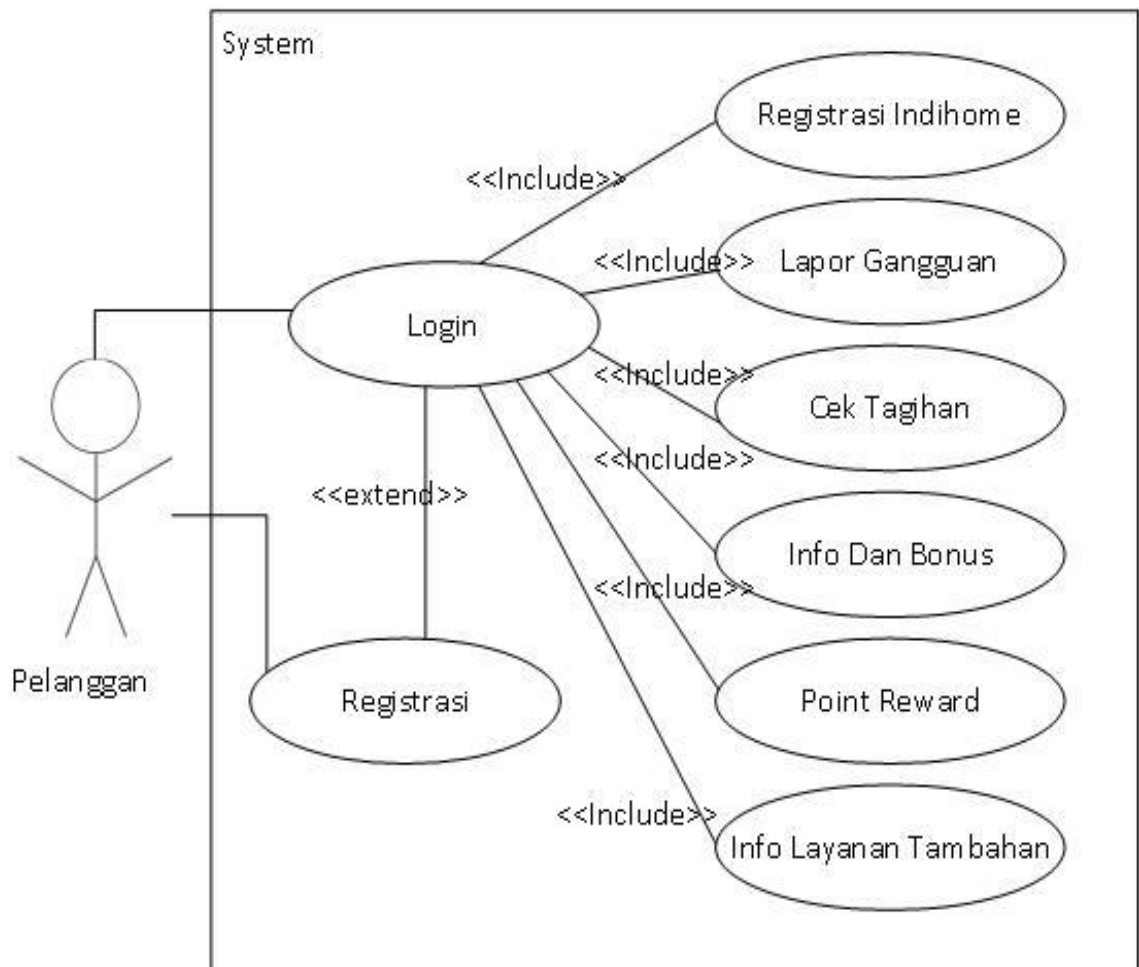 System
Registrasi Indihome
<<Include>>
<<Include>>
Lapor Gangguan
Login
<<Include>>
Cek Tagihan
<<Include>>
<<extend>>
Info Dan Bonus
<<Include>>
Pelanggan
Registrasi
Point Reward
<<Include>>
Info Layanan Tambahan